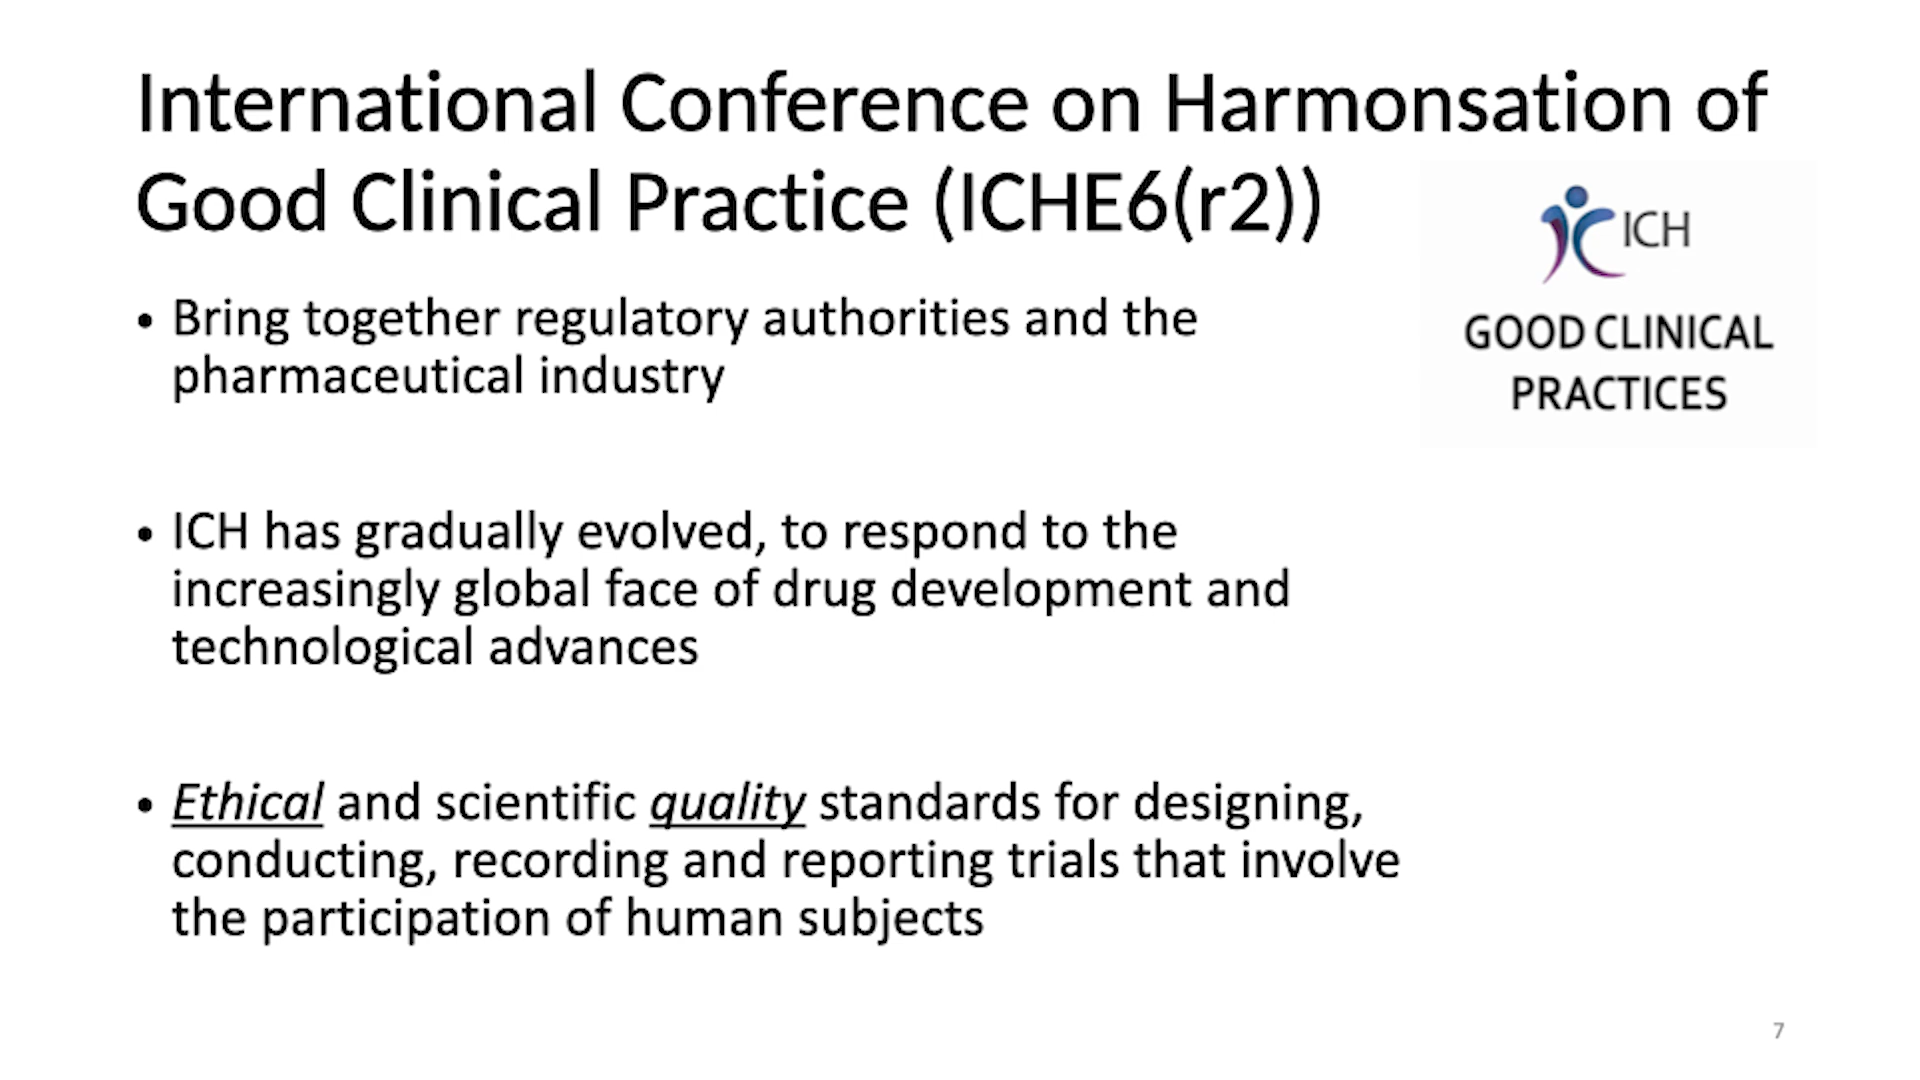 International Conference on Harmonsation of
Good Clinical Practice (ICHE6(r2))
ICH
GOOD CLINICAL
PRACTICES
• Bring together regulatory authorities and the
pharmaceutical industry
• ICH has gradually evolved, to respond to the
increasingly global face of drug development and
technological advances
• Ethical and scientific quality standards for designing,
conducting, recording and reporting trials that involve
the participation of human subjects
7